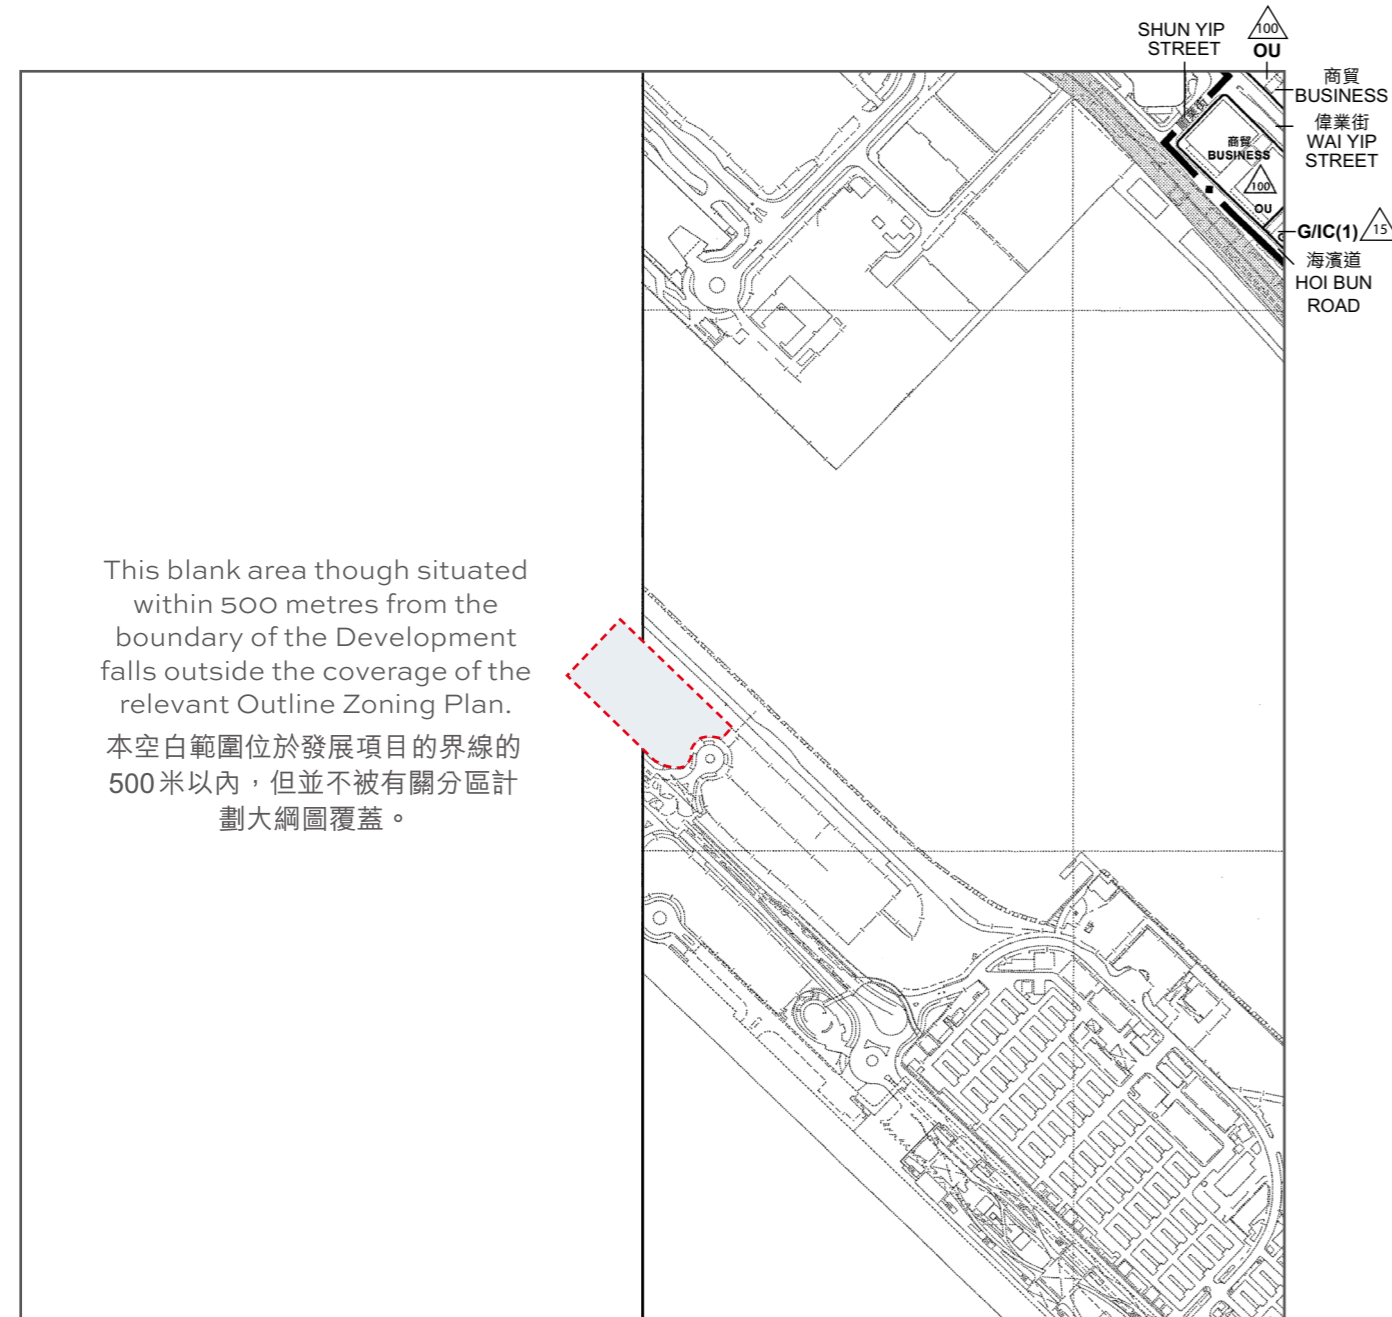 SHUN YIP
STREET
100
OU
商貿
BUSINESS
偉業街
WAI YIP
STREET
順業街
商貿
BUSINESS
100
OU
G/IC(1) 15
海濱道
HOI BUN
ROAD
This blank area though situated
within 500 metres from the
boundary of the Development
falls outside the coverage of the
relevant Outline Zoning Plan.
本空白範圍位於發展項目的界線的
500米以內，但並不被有關分區計
劃大綱圖覆蓋。